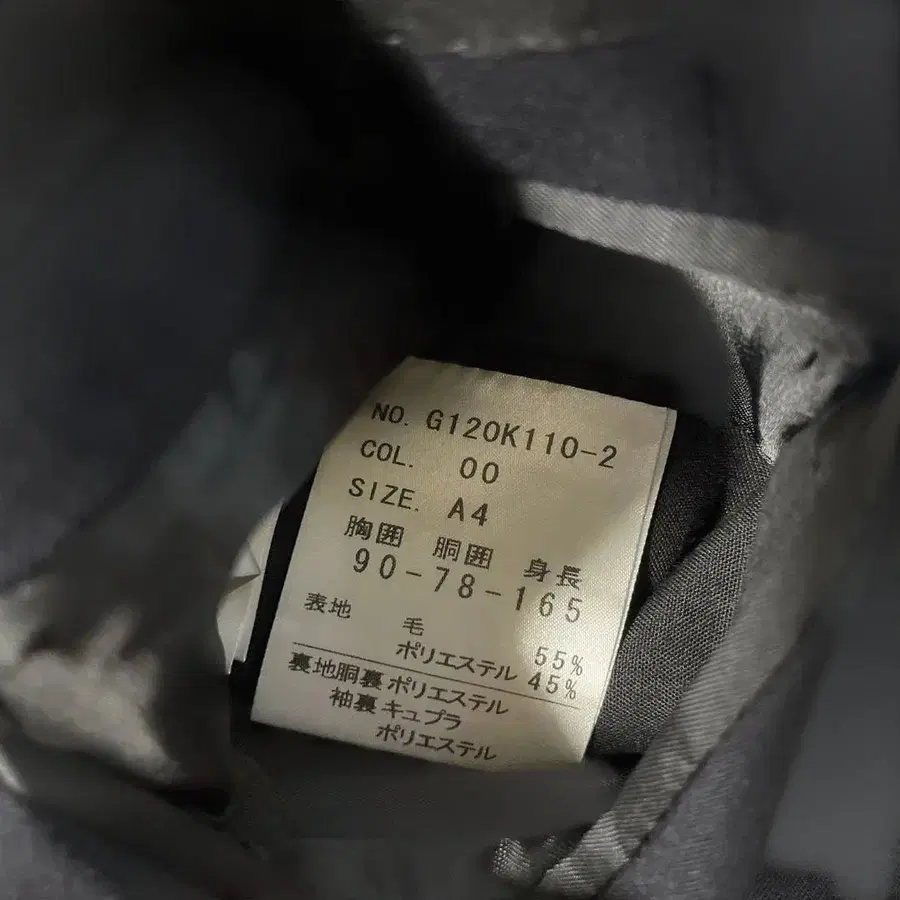 NO. G120K110-2
COL. 00
SIZE. A4
胸囲 胴囲 身長
90-78-165
表地 毛 55%
ポリエステル 45%
裏地胴裏 ポリエステル
袖裏 キュプラ
ポリエステル